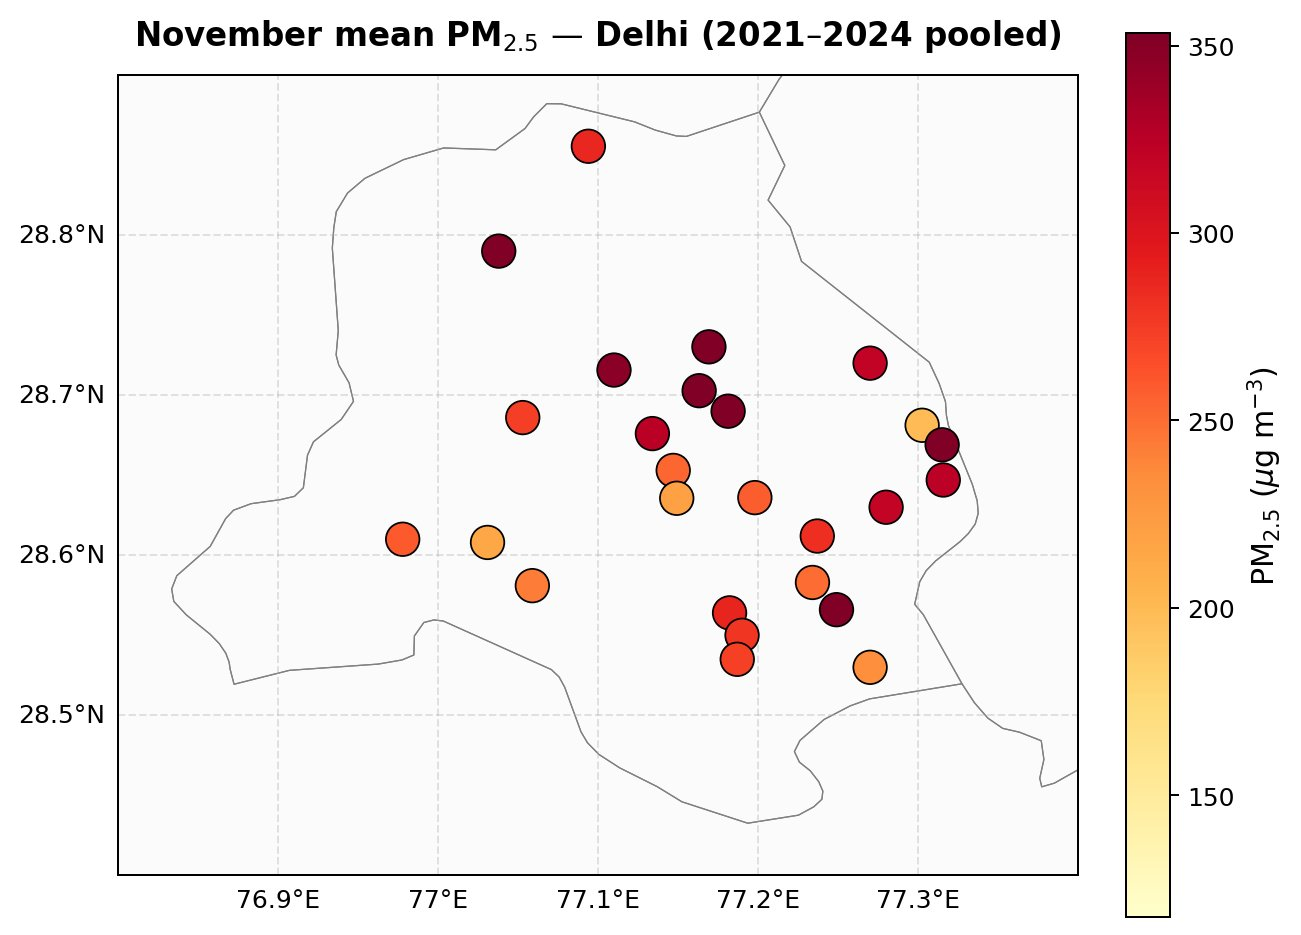 November mean PM₂.₅ — Delhi (2021–2024 pooled)
28.8°N
28.7°N
28.6°N
28.5°N
76.9°E
77°E
77.1°E
77.2°E
77.3°E
350
300
250
200
150
PM₂.₅ (μg m⁻³)